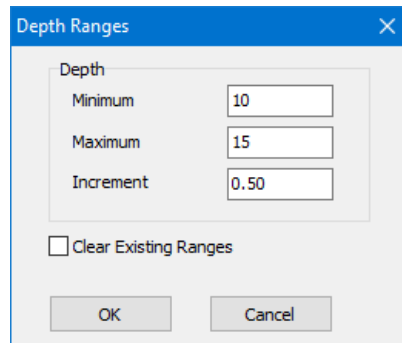 Depth Ranges
Depth
Minimum 10
Maximum 15
Increment 0.50
Clear Existing Ranges
OK Cancel